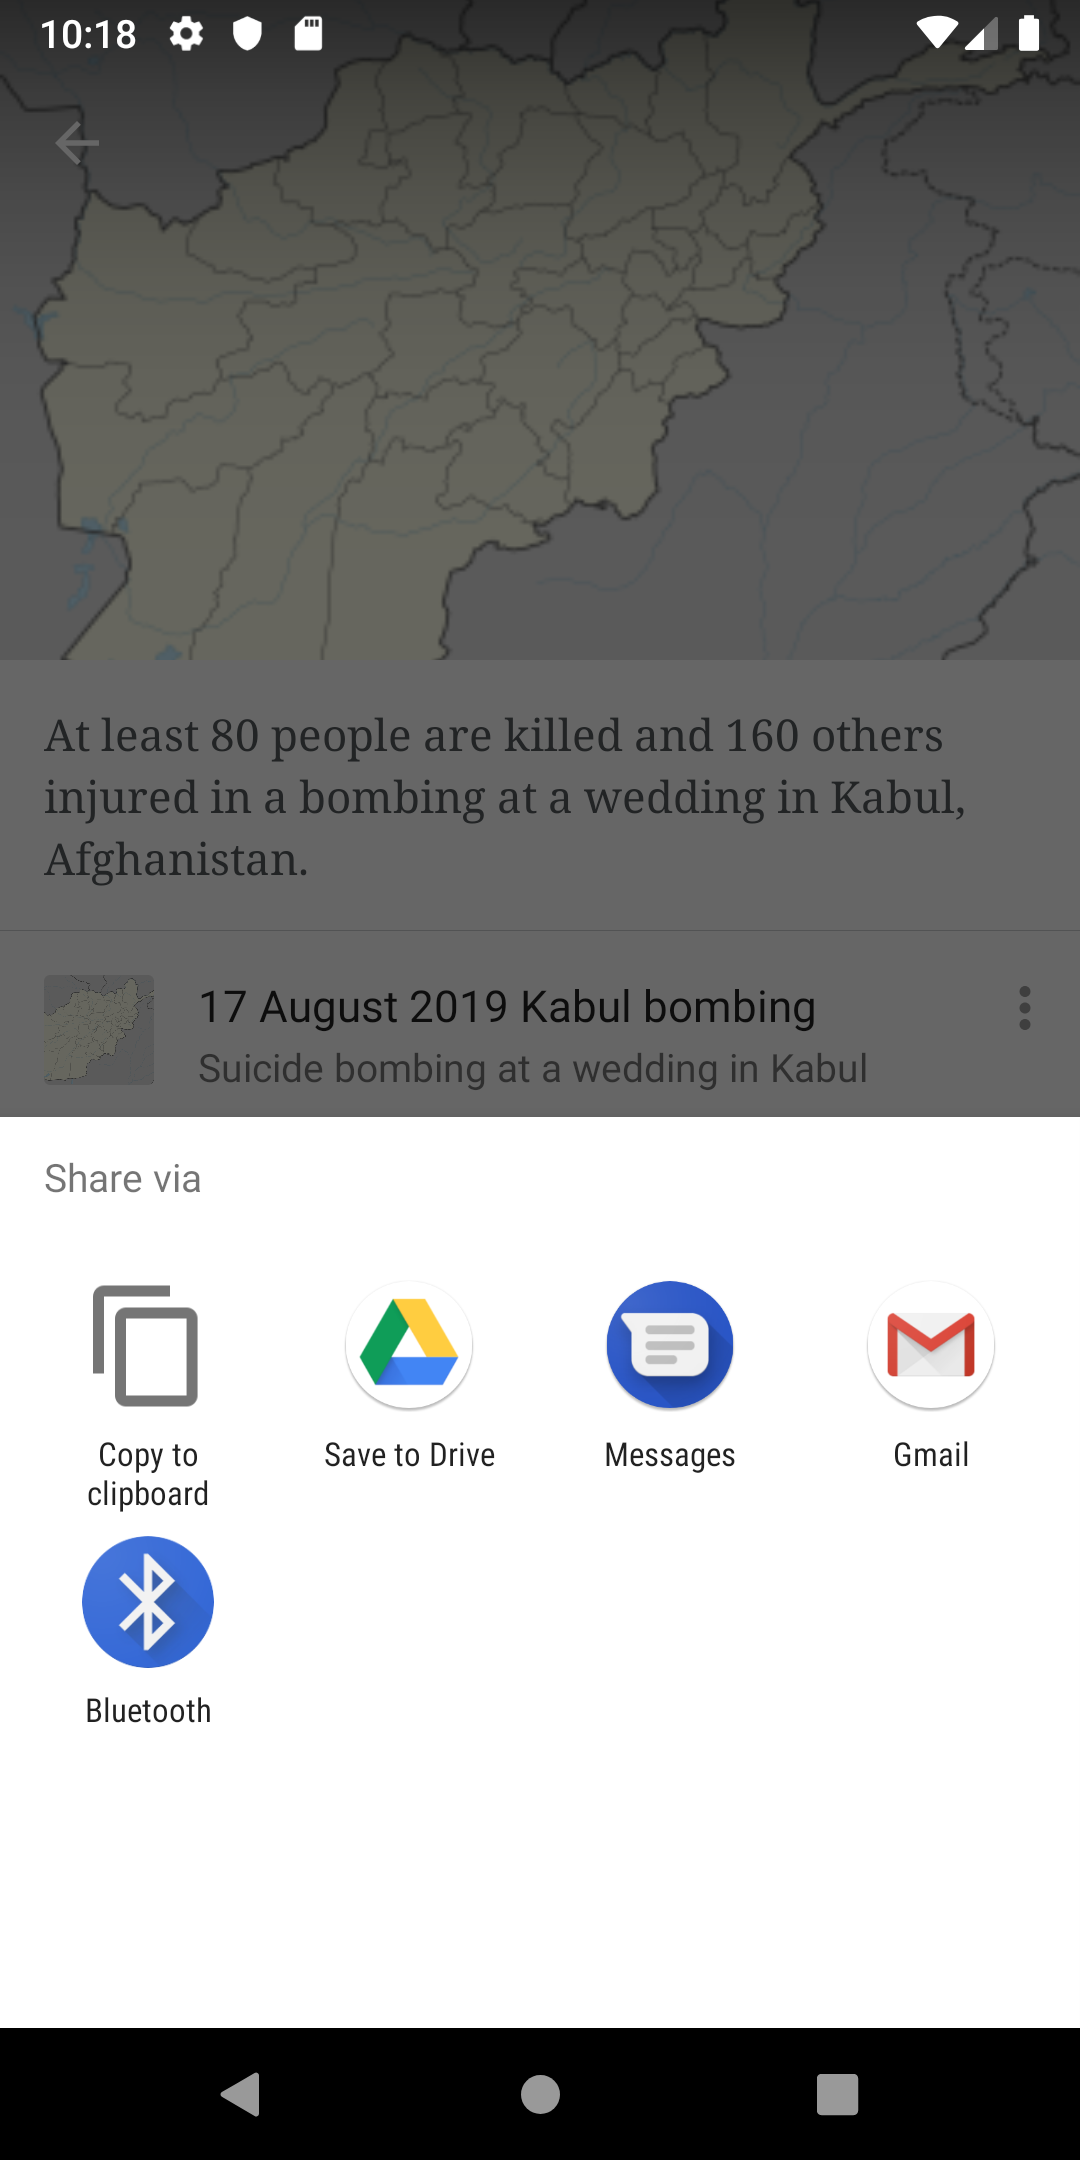 10:18
At least 80 people are killed and 160 others
injured in a bombing at a wedding in Kabul,
Afghanistan.
17 August 2019 Kabul bombing
Suicide bombing at a wedding in Kabul
Share via
Copy to
clipboard
Save to Drive
Messages
Gmail
Bluetooth